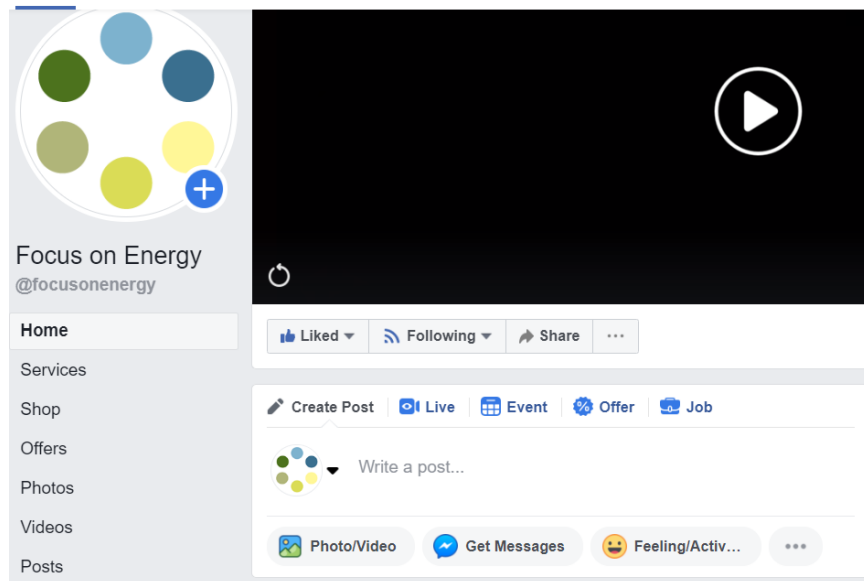 Focus on Energy
@focusonenergy
Home
Services
Shop
Offers
Photos
Videos
Posts
Liked Following Share
Create Post Live Event Offer Job
Write a post...
Photo/Video Get Messages Feeling/Activ...